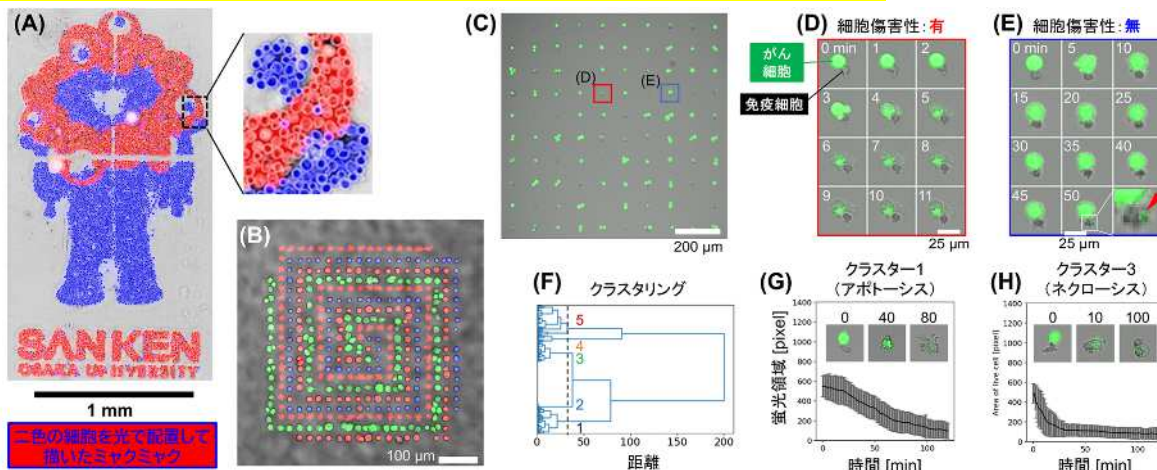 (A)
SANKEN
OSAKA UNIVERSITY
1 mm
二色の細胞を光で配置して
描いたミャクミャク
(B)
100 µm
(C)
(D)
(E)
200 µm
(D) 細胞傷害性:有
がん
細胞
免疫細胞
0 min 1 2
3 4 5
6 7 8
9 10 11
25 µm
(E) 細胞傷害性:無
0 min 5 10
15 20 25
30 35 40
45 50
25 µm
(F)
クラスタリング
5
4
3
2
1
0 50 100 150 200
距離
(G) クラスター1
(アポトーシス)
蛍光領域 [pixel]
1400
1200
1000
800
600
400
200
0
0 40 80
0 50 100
時間 [min]
(H) クラスター3
(ネクローシス)
Area of live cell [pixel]
1400
1200
1000
800
600
400
200
0
0 10 100
0 50 100
時間 [min]